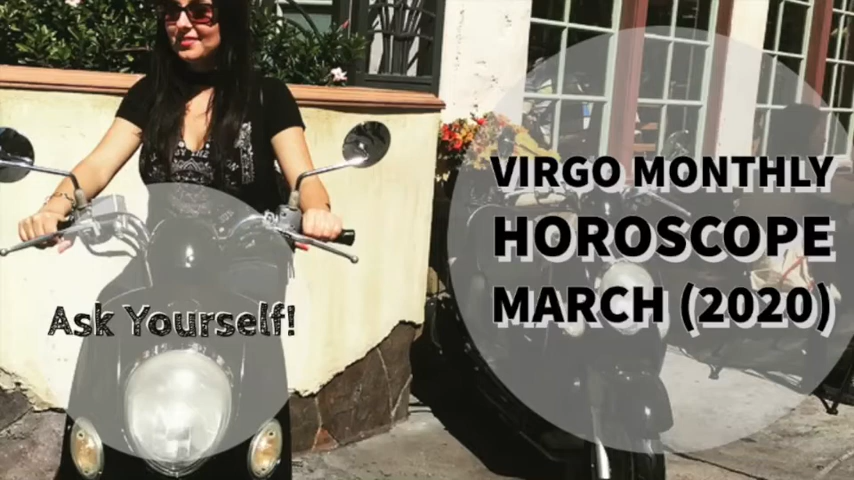 Ask Yourself!
VIRGO MONTHLY
HOROSCOPE
MARCH (2020)